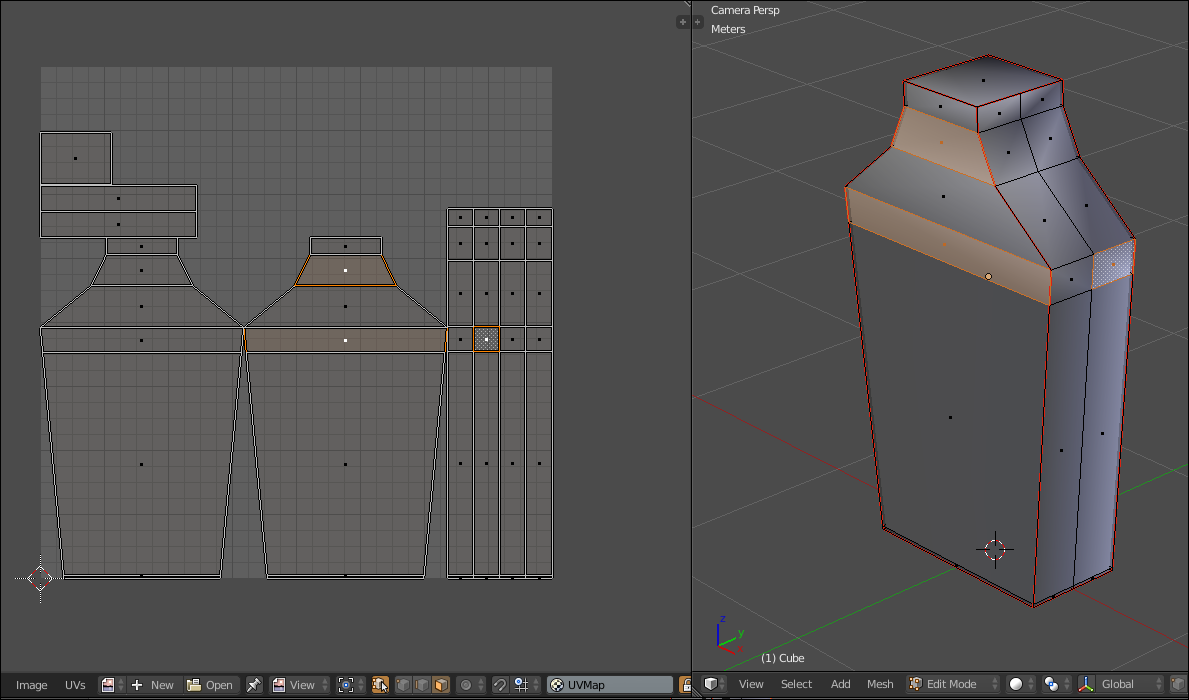 Camera Persp
Meters
z
y
(1) Cube
Image UVs New Open View UVMap
View Select Add Mesh Edit Mode Global